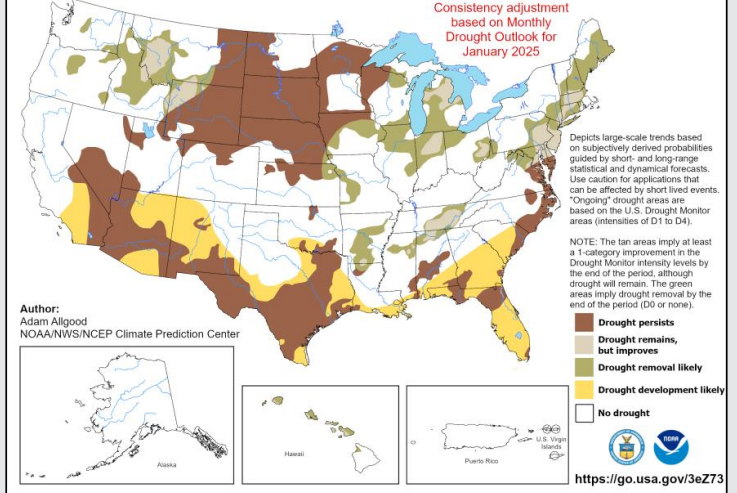 Consistency adjustment
based on Monthly
Drought Outlook for
January 2025
Depicts large-scale trends based
on subjectively derived probabilities
guided by short- and long-range
statistical and dynamical forecasts.
Use caution for applications that
can be affected by short lived events.
"Ongoing" drought areas are
based on the U.S. Drought Monitor
areas (intensities of D1 to D4).
NOTE: The tan areas imply at least
a 1-category improvement in the
Drought Monitor intensity levels by
the end of the period, although
drought will remain. The green
areas imply drought removal by the
end of the period (D0 or none).
Author:
Adam Allgood
NOAA/NWS/NCEP Climate Prediction Center
Drought persists
Drought remains,
but improves
Drought removal likely
Drought development likely
No drought
Alaska
Hawaii
Puerto Rico
U.S. Virgin
Islands
NOAA
https://go.usa.gov/3eZ73